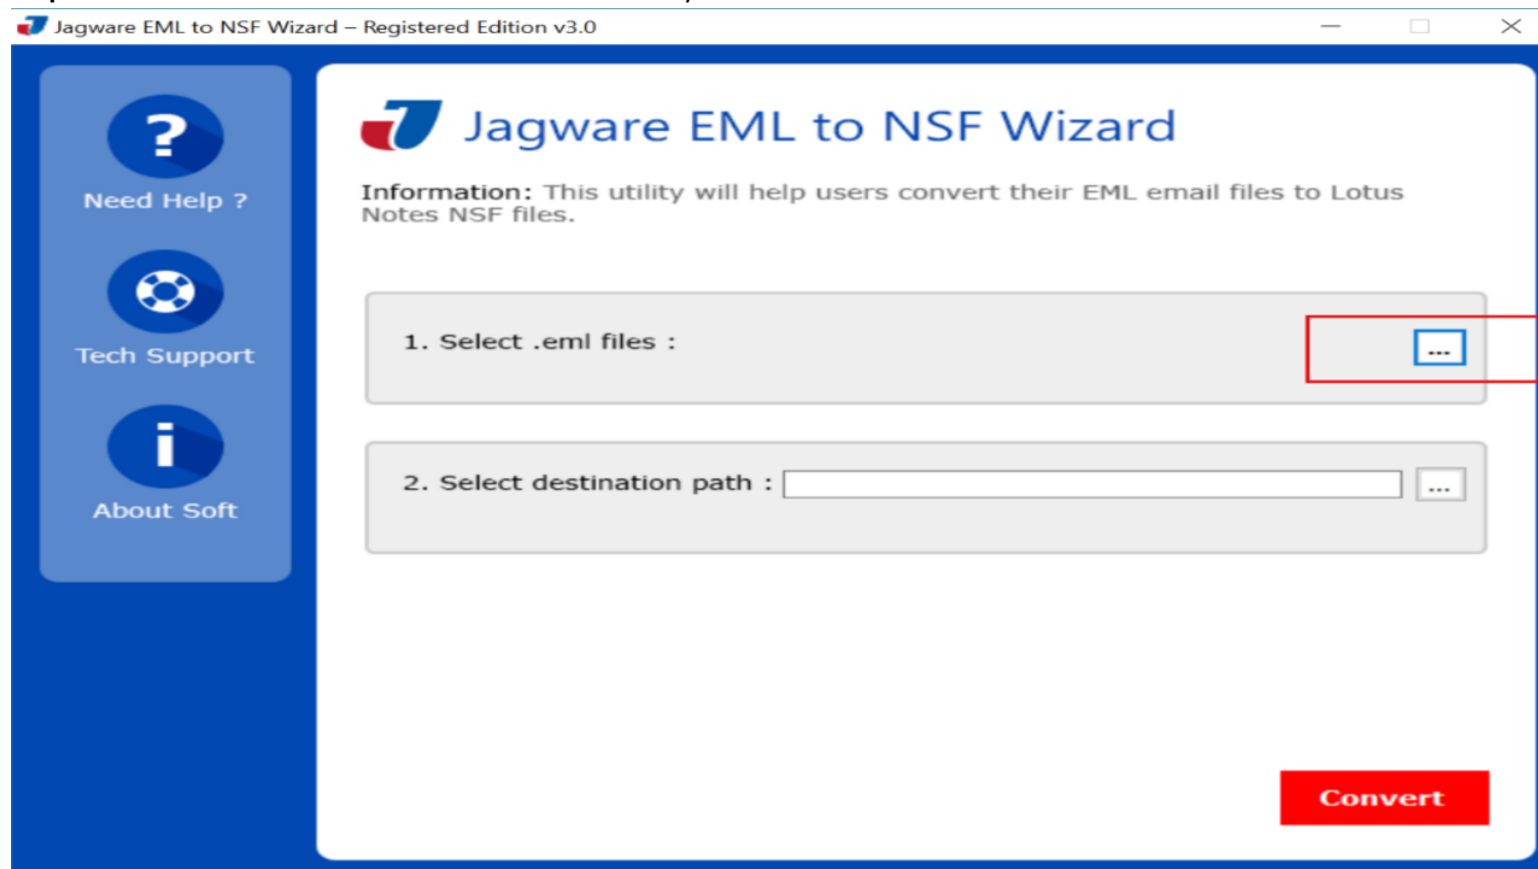 Jagware EML to NSF Wizard – Registered Edition v3.0
Need Help ?
Tech Support
About Soft
Jagware EML to NSF Wizard
Information: This utility will help users convert their EML email files to Lotus
Notes NSF files.
1. Select .eml files :
...
2. Select destination path :
...
Convert